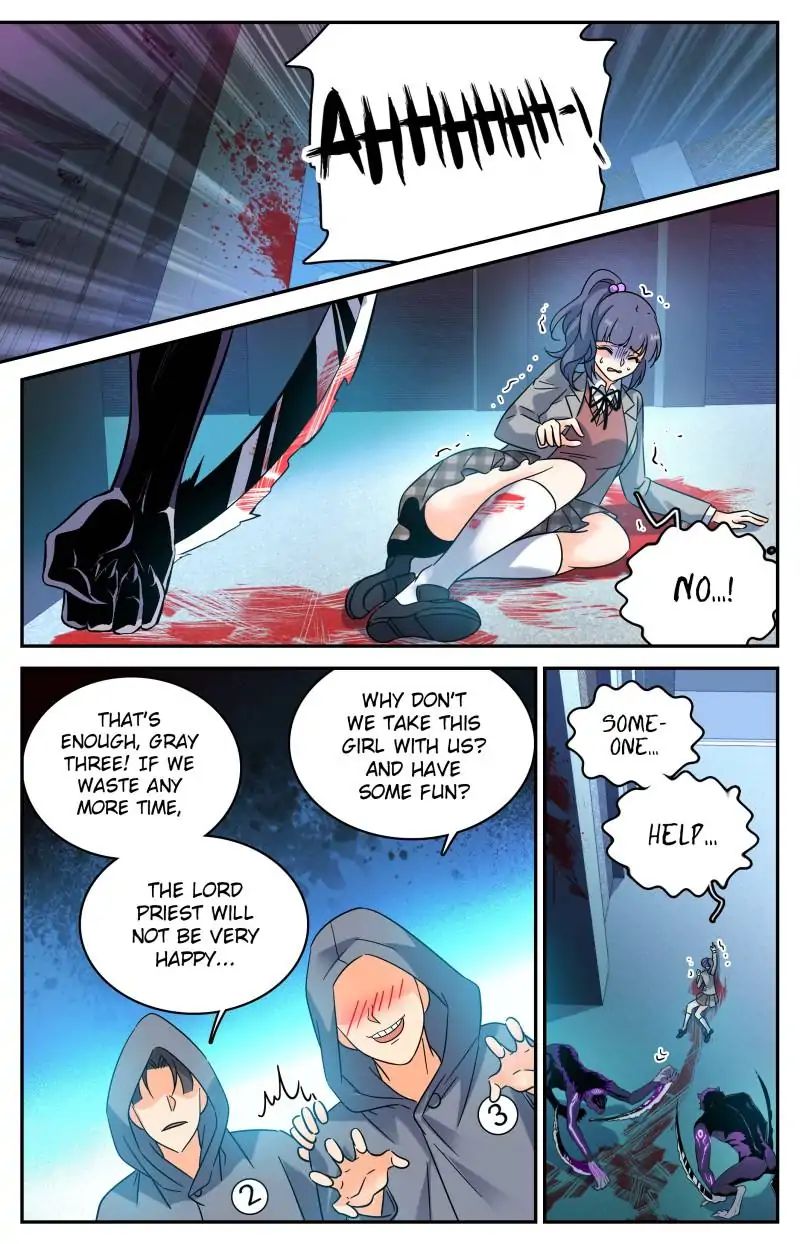 AHHHHHH-!
NO...!
WHY DON'T
WE TAKE THIS
GIRL WITH US?
AND HAVE
SOME FUN?
THAT'S
ENOUGH, GRAY
THREE! IF WE
WASTE ANY
MORE TIME,
THE LORD
PRIEST WILL
NOT BE VERY
HAPPY...
2
3
SOME-
ONE...
HELP...